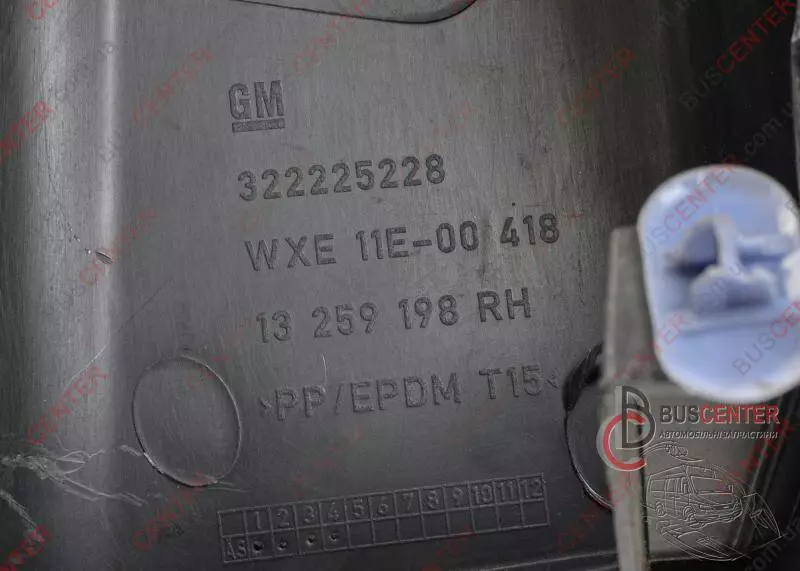 GM
322225228
WXE 11E-00 418
13 259 198 RH
>PP/EPDM T15<
1 2 3 4 5 6 7 8 9 10 11 12
BUSCENTER
АВТОМОБІЛЬНІ ЗАПЧАСТИНИ